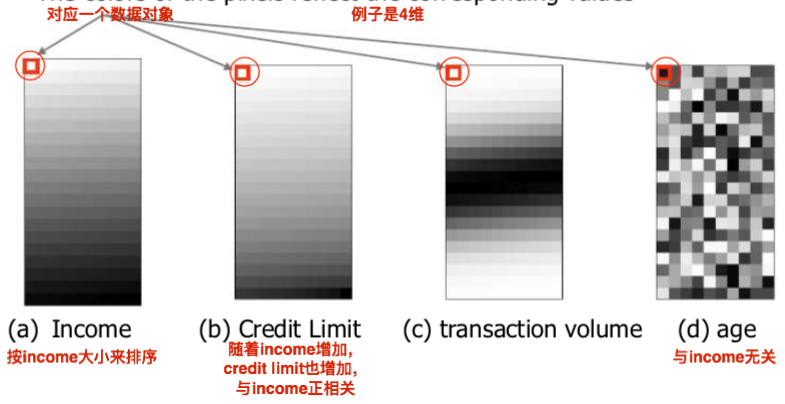 The colors of the pixels reflect the corresponding values
对应一个数据对象
例子是4维
(a) Income
(b) Credit Limit
(c) transaction volume
(d) age
按income大小来排序
随着income增加，
credit limit也增加，
与income正相关
与income无关